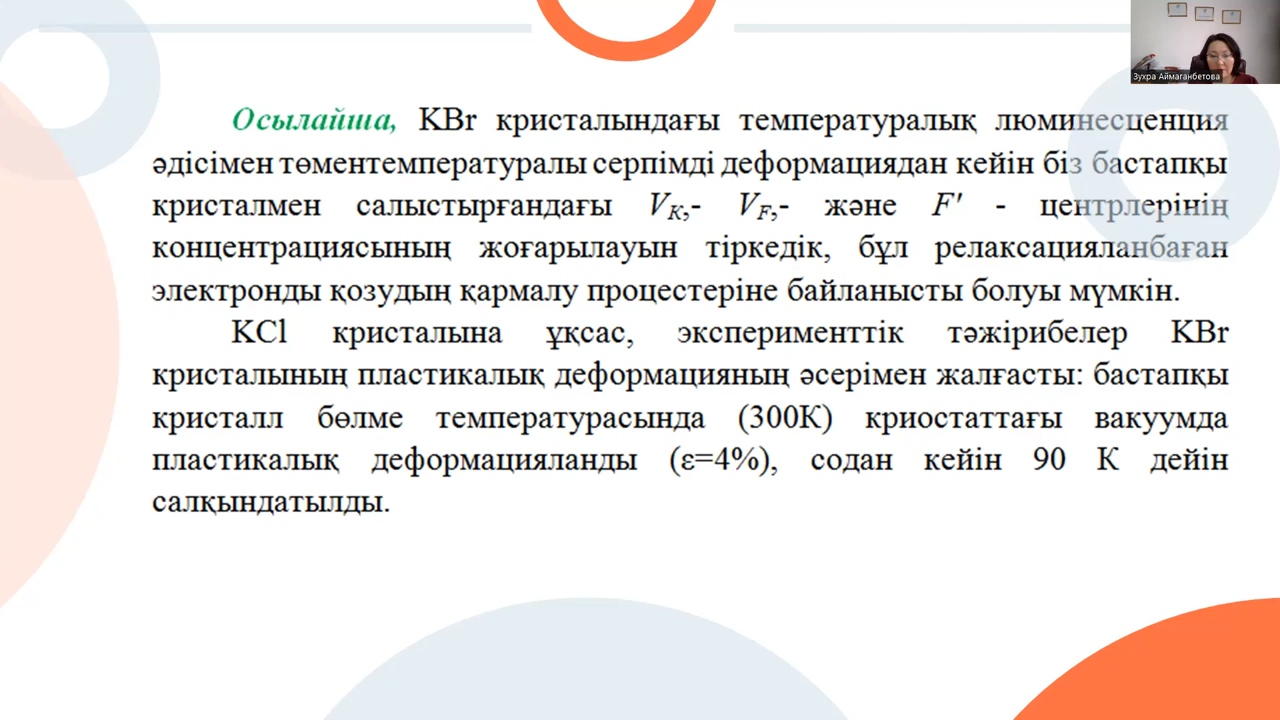 Зухра Аймаганбетова
Осылайша, KBr кристалындағы температуралық люминесценция
әдісімен төментемпературалы серпімді деформациядан кейін біз бастапқы
кристалмен салыстырғандағы V_K,- V_F,- және F' - центрлерінің
концентрациясының жоғарылауын тіркедік, бұл релаксацияланбаған
электронды қозудың қармалу процестеріне байланысты болуы мүмкін.
KCl кристалына ұқсас, эксперименттік тәжірибелер KBr
кристалының пластикалық деформацияның әсерімен жалғасты: бастапқы
кристалл бөлме температурасында (300К) криостаттағы вакуумда
пластикалық деформацияланды (ε=4%), содан кейін 90 К дейін
салқындатылды.